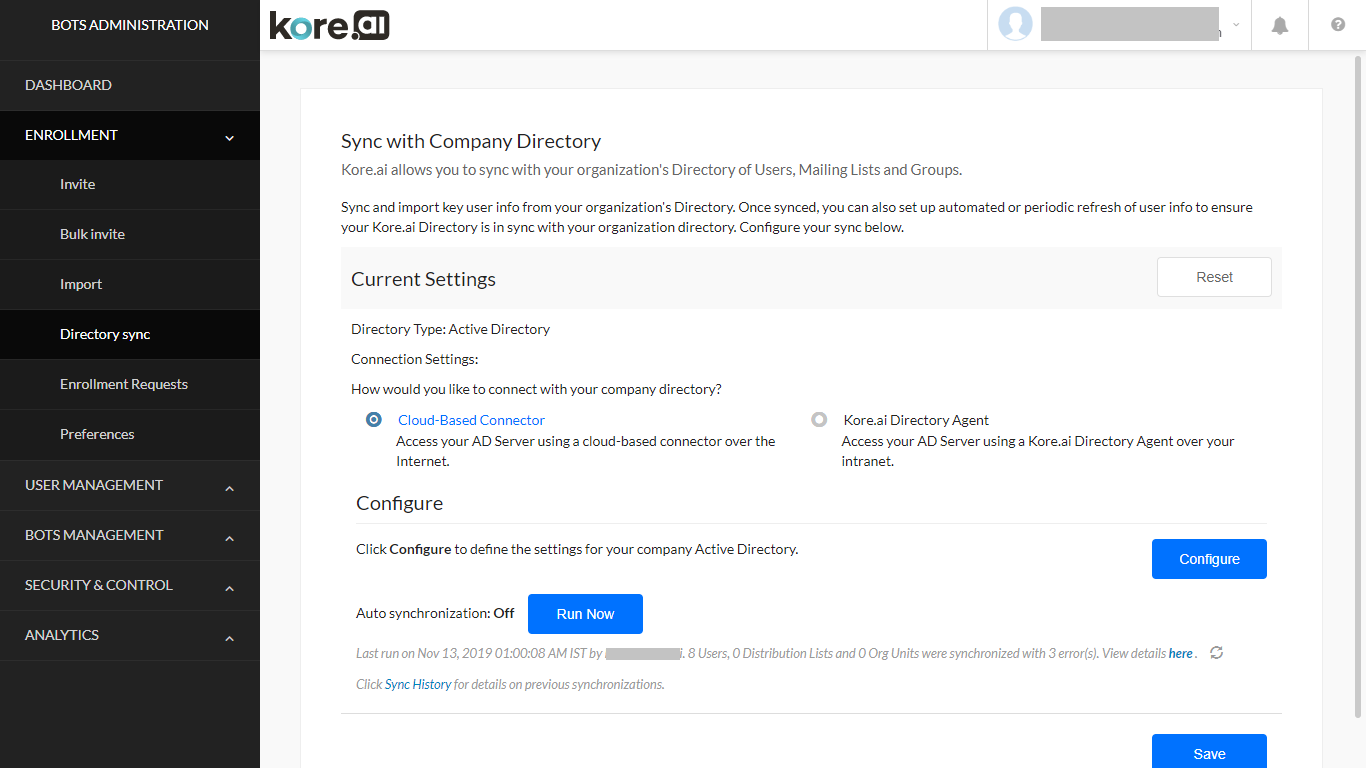 BOTS ADMINISTRATION
DASHBOARD
ENROLLMENT
Invite
Bulk invite
Import
Directory sync
Enrollment Requests
Preferences
USER MANAGEMENT
BOTS MANAGEMENT
SECURITY & CONTROL
ANALYTICS
kore.ai
Sync with Company Directory
Kore.ai allows you to sync with your organization's Directory of Users, Mailing Lists and Groups.
Sync and import key user info from your organization's Directory. Once synced, you can also set up automated or periodic refresh of user info to ensure
your Kore.ai Directory is in sync with your organization directory. Configure your sync below.
Current Settings
Reset
Directory Type: Active Directory
Connection Settings:
How would you like to connect with your company directory?
Cloud-Based Connector
Access your AD Server using a cloud-based connector over the
Internet.
Kore.ai Directory Agent
Access your AD Server using a Kore.ai Directory Agent over your
intranet.
Configure
Click Configure to define the settings for your company Active Directory.
Configure
Auto synchronization: Off
Run Now
Last run on Nov 13, 2019 01:00:08 AM IST by i. 8 Users, 0 Distribution Lists and 0 Org Units were synchronized with 3 error(s). View details here .
Click Sync History for details on previous synchronizations.
Save